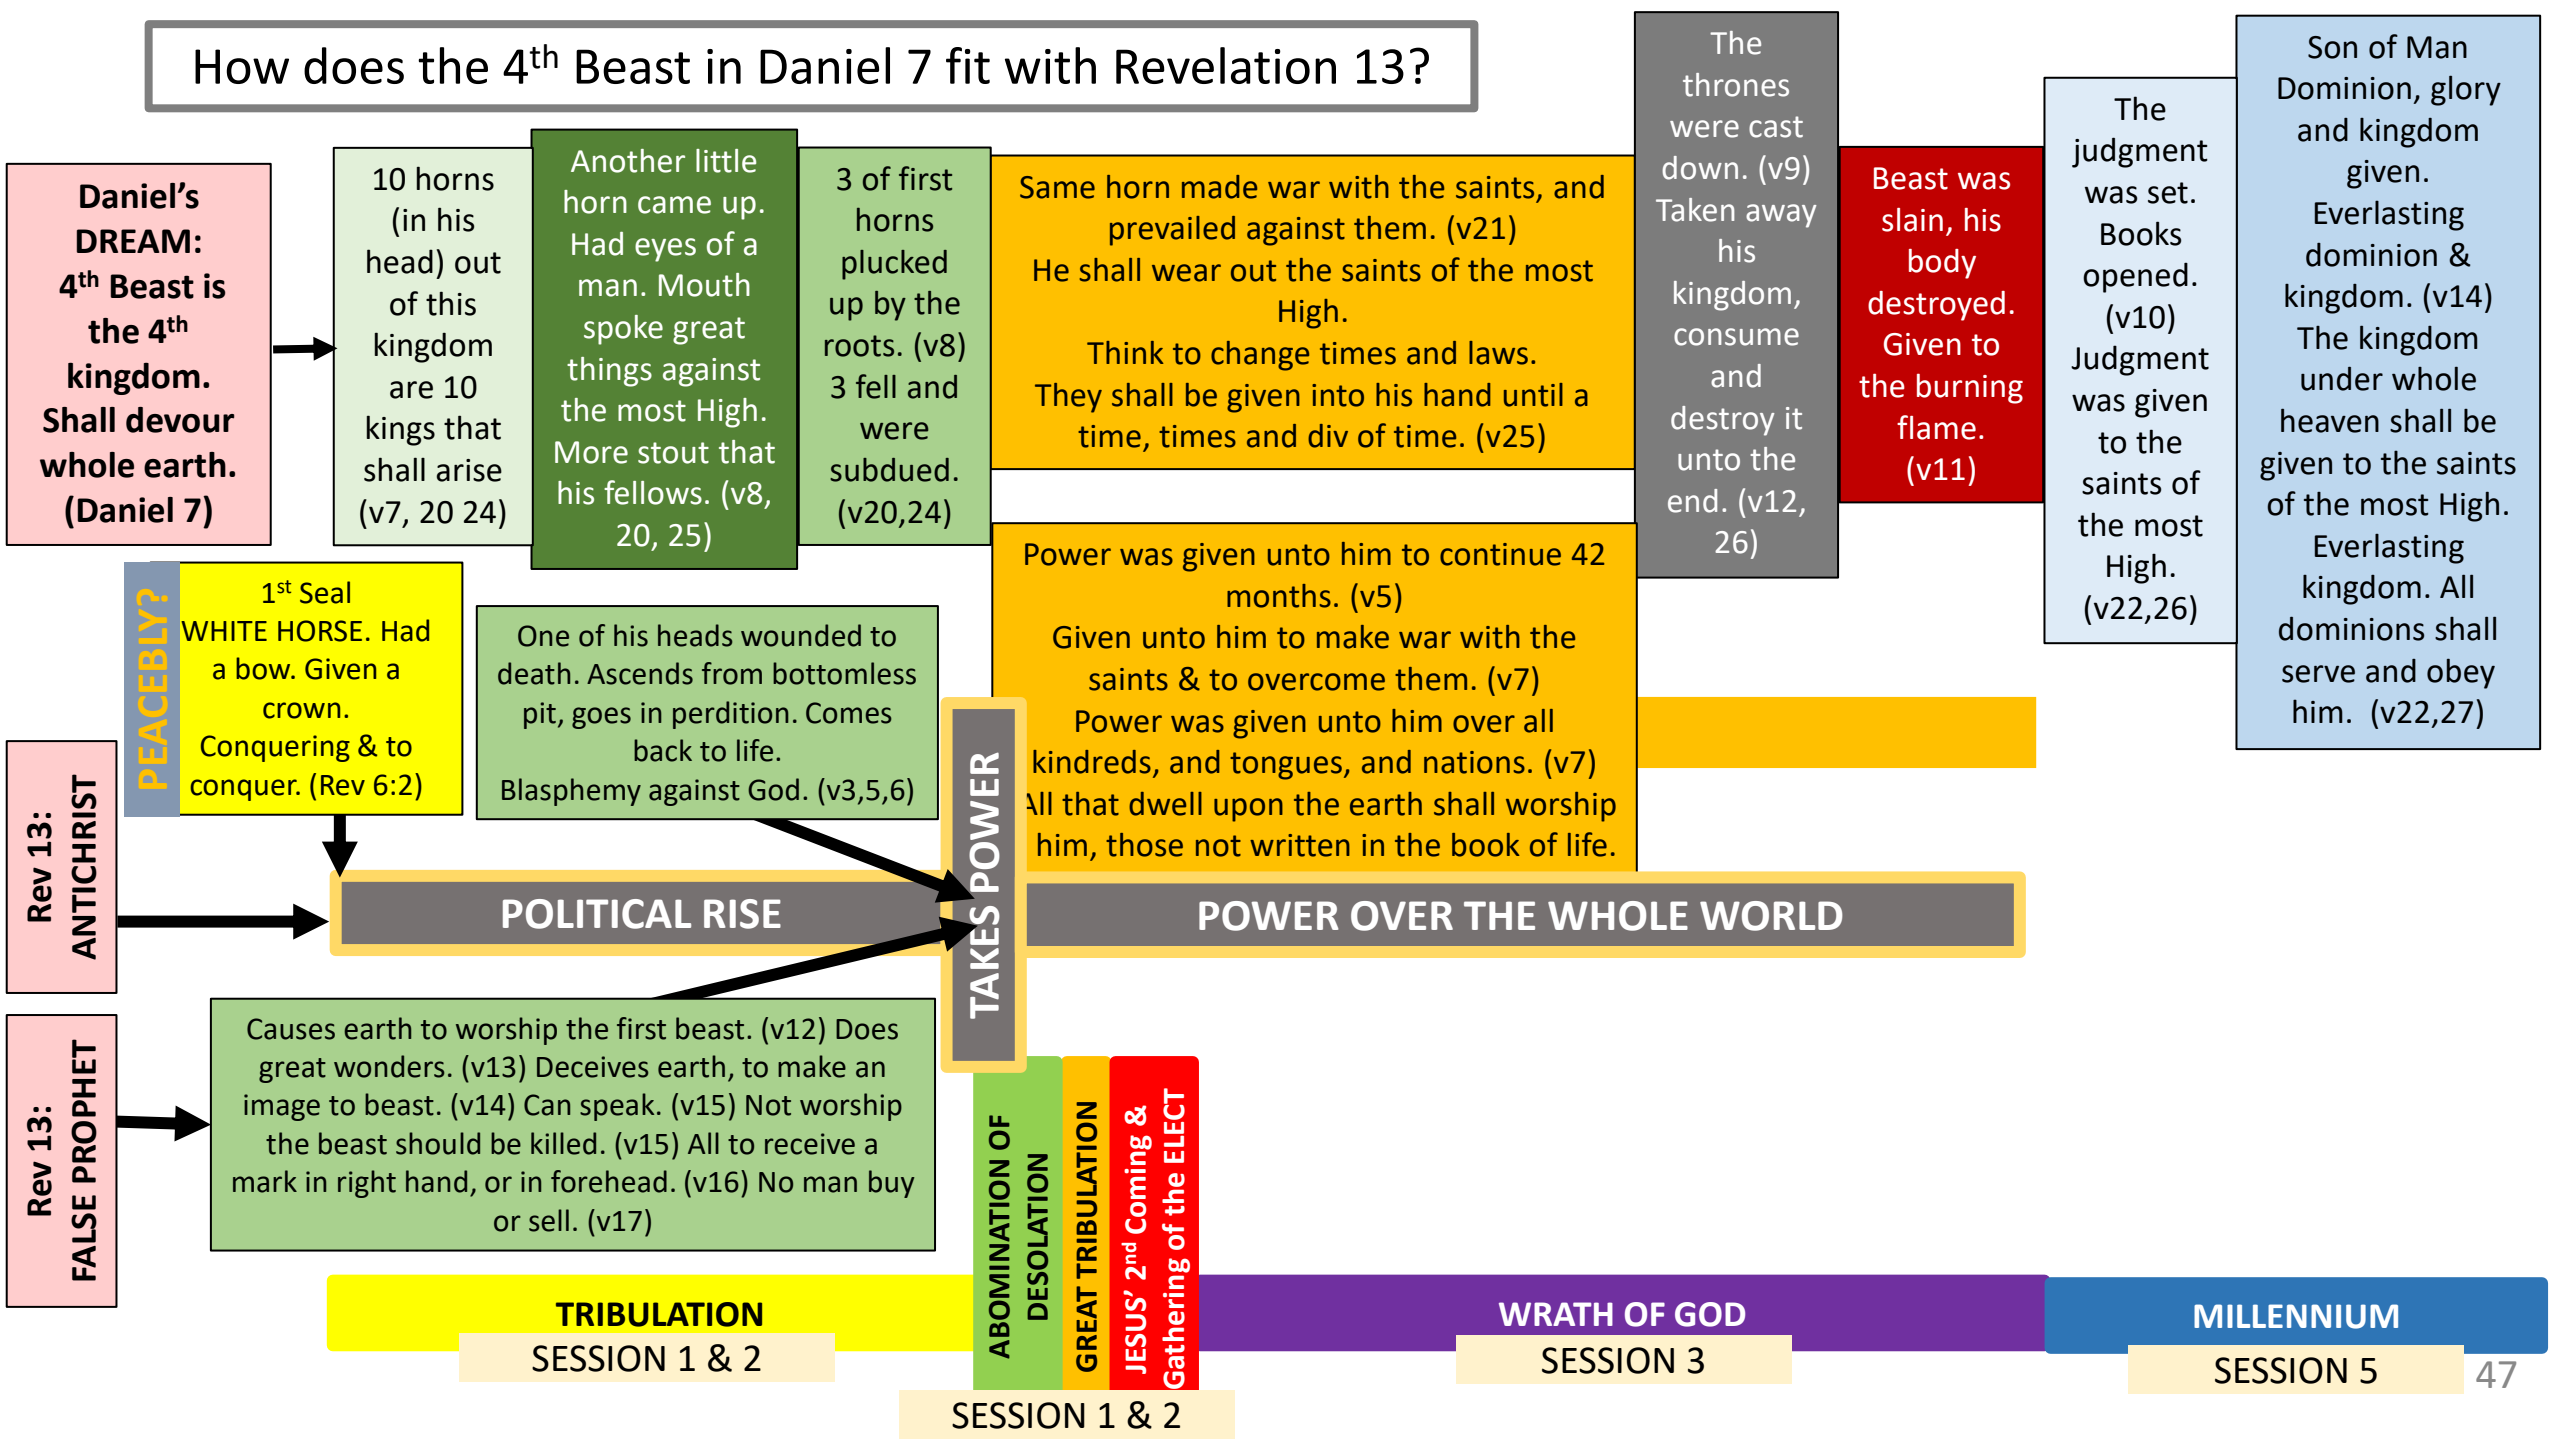 How does the 4th Beast in Daniel 7 fit with Revelation 13?
Daniel's
DREAM:
4th Beast is
the 4th
kingdom.
Shall devour
whole earth.
(Daniel 7)
10 horns
(in his
head) out
of this
kingdom
are 10
kings that
shall arise
(v7, 20 24)
Another little
horn came up.
Had eyes of a
man. Mouth
spoke great
things against
the most High.
More stout that
his fellows. (v8,
20, 25)
3 of first
horns
plucked
up by the
roots. (v8)
3 fell and
were
subdued.
(v20,24)
Same horn made war with the saints, and
prevailed against them. (v21)
He shall wear out the saints of the most
High.
Think to change times and laws.
They shall be given into his hand until a
time, times and div of time. (v25)
The
thrones
were cast
down. (v9)
Taken away
his
kingdom,
consume
and
destroy it
unto the
end. (v12,
26)
Beast was
slain, his
body
destroyed.
Given to
the burning
flame.
(v11)
The
judgment
was set.
Books
opened.
(v10)
Judgment
was given
to the
saints of
the most
High.
(v22,26)
Son of Man
Dominion, glory
and kingdom
given.
Everlasting
dominion &
kingdom. (v14)
The kingdom
under whole
heaven shall be
given to the saints
of the most High.
Everlasting
kingdom. All
dominions shall
serve and obey
him. (v22,27)
PEACEBLY?
1st Seal
WHITE HORSE. Had
a bow. Given a
crown.
Conquering & to
conquer. (Rev 6:2)
One of his heads wounded to
death. Ascends from bottomless
pit, goes in perdition. Comes
back to life.
Blasphemy against God. (v3,5,6)
Power was given unto him to continue 42
months. (v5)
Given unto him to make war with the
saints & to overcome them. (v7)
Power was given unto him over all
kindreds, and tongues, and nations. (v7)
All that dwell upon the earth shall worship
him, those not written in the book of life.
Rev 13:
ANTICHRIST
POLITICAL RISE
TAKES POWER
POWER OVER THE WHOLE WORLD
Rev 13:
FALSE PROPHET
Causes earth to worship the first beast. (v12) Does
great wonders. (v13) Deceives earth, to make an
image to beast. (v14) Can speak. (v15) Not worship
the beast should be killed. (v15) All to receive a
mark in right hand, or in forehead. (v16) No man buy
or sell. (v17)
ABOMINATION OF
DESOLATION
GREAT TRIBULATION
JESUS' 2nd Coming &
Gathering of the ELECT
TRIBULATION
SESSION 1 & 2
SESSION 1 & 2
WRATH OF GOD
SESSION 3
MILLENNIUM
SESSION 5
47